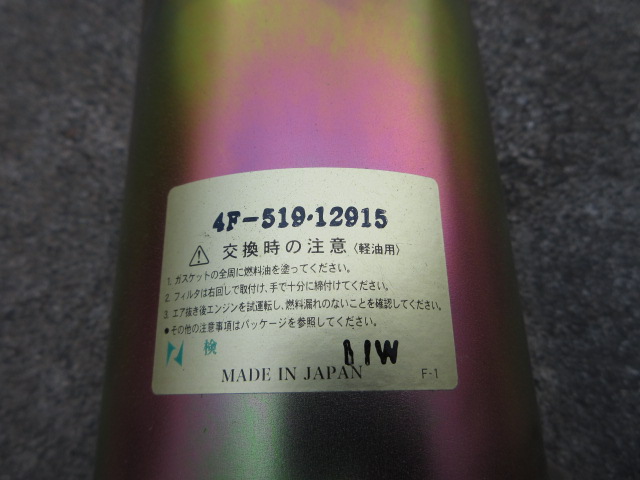 4F-519·12915
⚠ 交換時の注意〈軽油用〉
1. ガスケットの全周に燃料油を塗ってください。
2. フィルタは右回しで取付け、手で十分に締付けてください。
3. エア抜き後エンジンを試運転し、燃料漏れのないことを確認してください。
●その他の注意事項はパッケージを参照してください。
検 11W
MADE IN JAPAN F-1